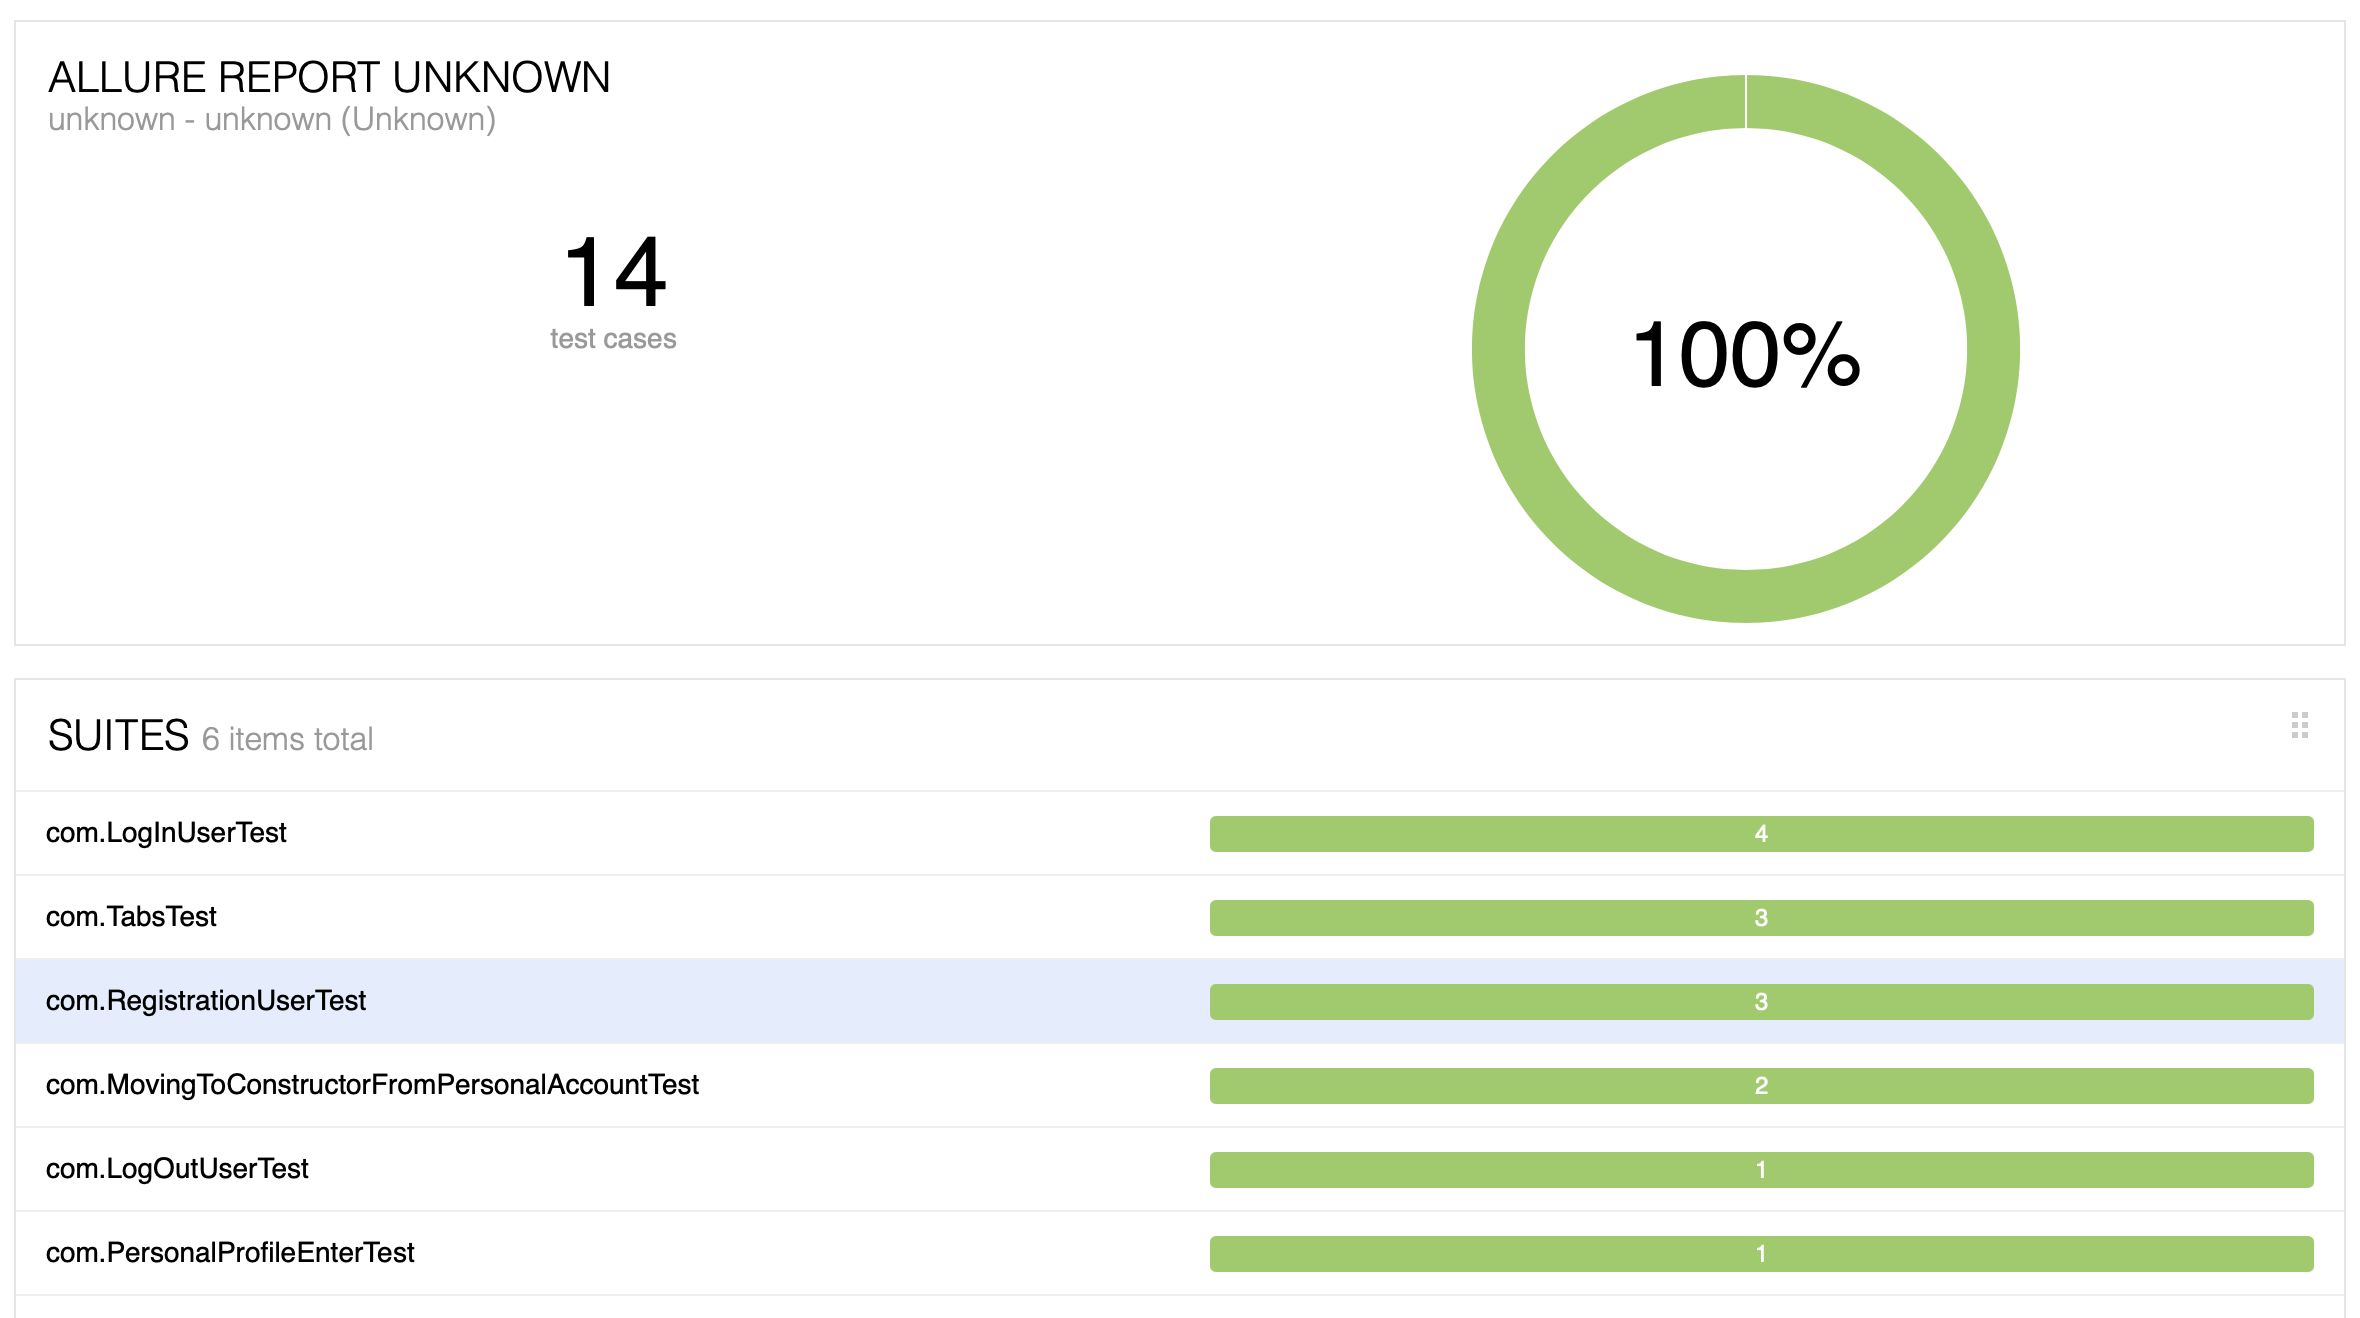 ALLURE REPORT UNKNOWN
unknown - unknown (Unknown)
14
test cases
100%
SUITES 6 items total
com.LogInUserTest 4
com.TabsTest 3
com.RegistrationUserTest 3
com.MovingToConstructorFromPersonalAccountTest 2
com.LogOutUserTest 1
com.PersonalProfileEnterTest 1